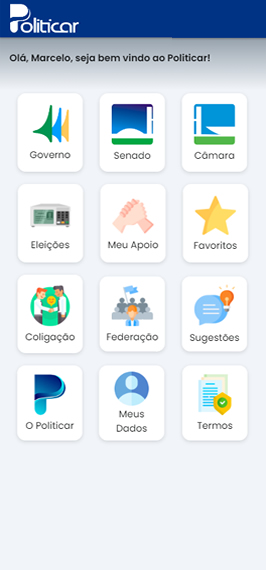 Politicar
Olá, Marcelo, seja bem vindo ao Politicar!
Governo
Senado
Câmara
Eleições
Meu Apoio
Favoritos
Coligação
Federação
Sugestões
O Politicar
Meus
Dados
Termos